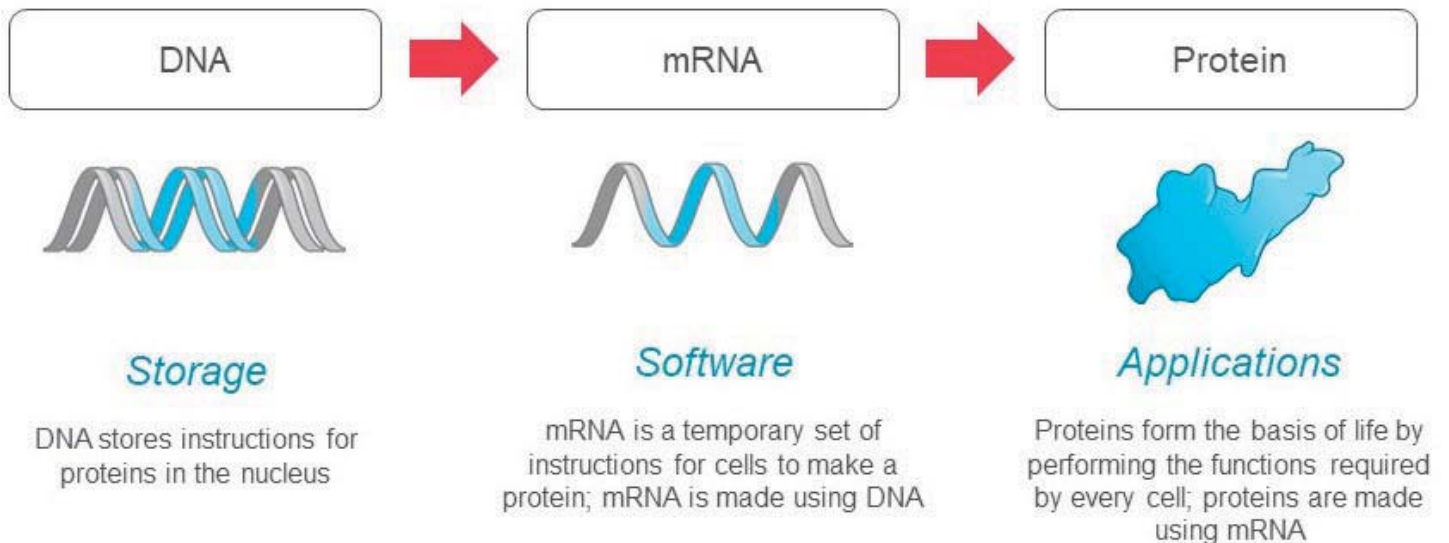 DNA
mRNA
Protein
Storage
DNA stores instructions for
proteins in the nucleus
Software
mRNA is a temporary set of
instructions for cells to make a
protein; mRNA is made using DNA
Applications
Proteins form the basis of life by
performing the functions required
by every cell; proteins are made
using mRNA